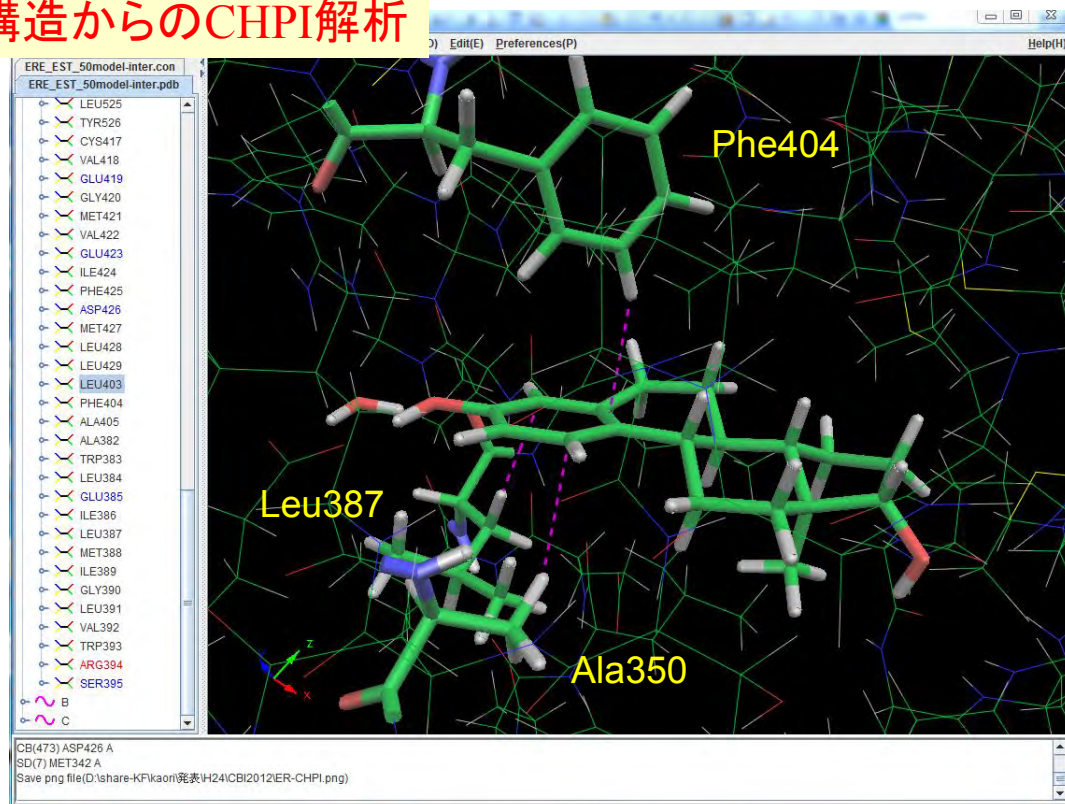 構造からのCHPI解析
Edit(E) Preferences(P) Help(H)
ERE_EST_50model-inter.con
ERE_EST_50model-inter.pdb
LEU525
TYR526
CYS417
VAL418
GLU419
GLY420
MET421
VAL422
GLU423
ILE424
PHE425
ASP426
MET427
LEU428
LEU429
LEU403
PHE404
ALA405
ALA382
TRP383
LEU384
GLU385
ILE386
LEU387
MET388
ILE389
GLY390
LEU391
VAL392
TRP393
ARG394
SER395
B
C
Phe404
Leu387
Ala350
z
x
CB(473) ASP426 A
SD(7) MET342 A
Save png file(D:\share-KF\kaori\発表\H24\CBI2012\ER-CHPI.png)